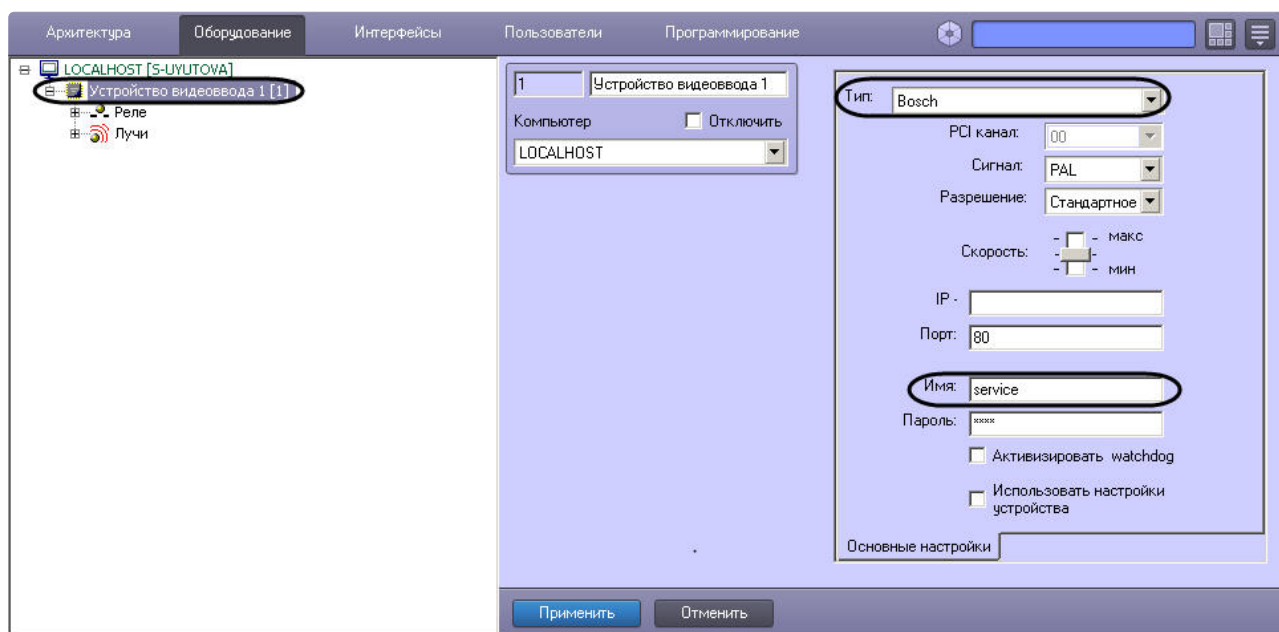 Архитектура Оборудование Интерфейсы Пользователи Программирование
LOCALHOST [S-UYUTOVA]
Устройство видеоввода 1 [1]
Реле
Лучи
1 Устройство видеоввода 1
Компьютер Отключить
LOCALHOST
Тип: Bosch
PCI канал: 00
Сигнал: PAL
Разрешение: Стандартное
Скорость: - - макс
- -
- - мин
IP -
Порт: 80
Имя: service
Пароль: ××××
Активизировать watchdog
Использовать настройки
устройства
Основные настройки
Применить Отменить